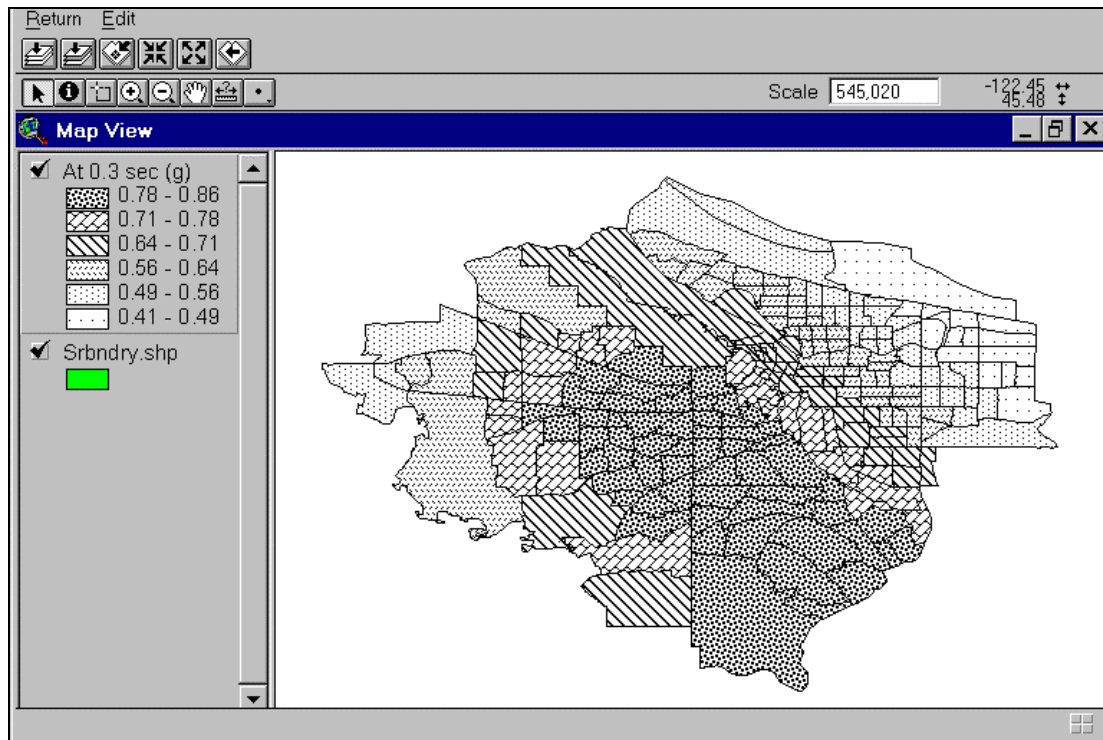 Return Edit
Scale 545,020 -122.45
45.48
Map View
At 0.3 sec (g)
0.78 - 0.86
0.71 - 0.78
0.64 - 0.71
0.56 - 0.64
0.49 - 0.56
0.41 - 0.49
Srbndry.shp